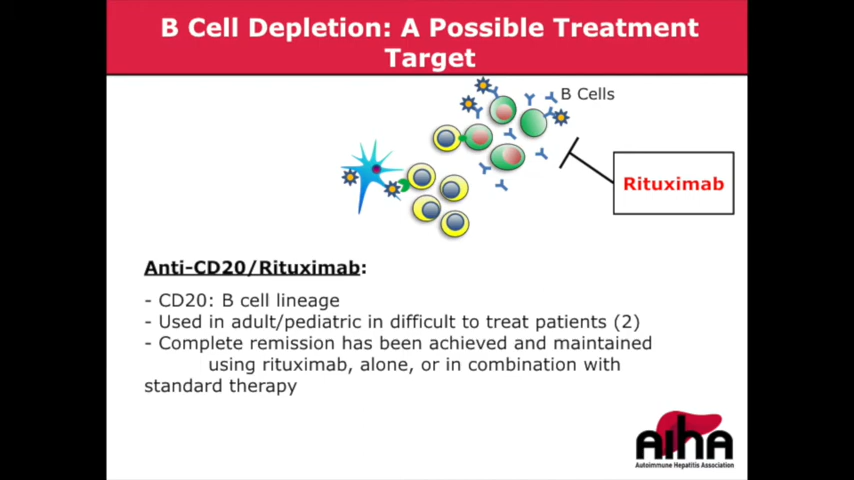 B Cell Depletion: A Possible Treatment
Target
B Cells
Rituximab
Anti-CD20/Rituximab:
- CD20: B cell lineage
- Used in adult/pediatric in difficult to treat patients (2)
- Complete remission has been achieved and maintained
using rituximab, alone, or in combination with
standard therapy
AIHA
Autoimmune Hepatitis Association